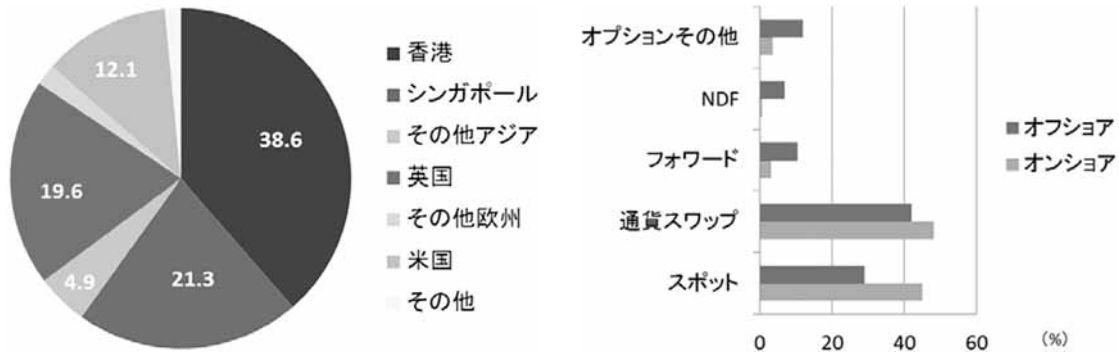 38.6
21.3
4.9
19.6
12.1
香港
シンガポール
その他アジア
英国
その他欧州
米国
その他
オプションその他
NDF
フォワード
通貨スワップ
スポット
0 20 40 60 (%)
オフショア
オンショア